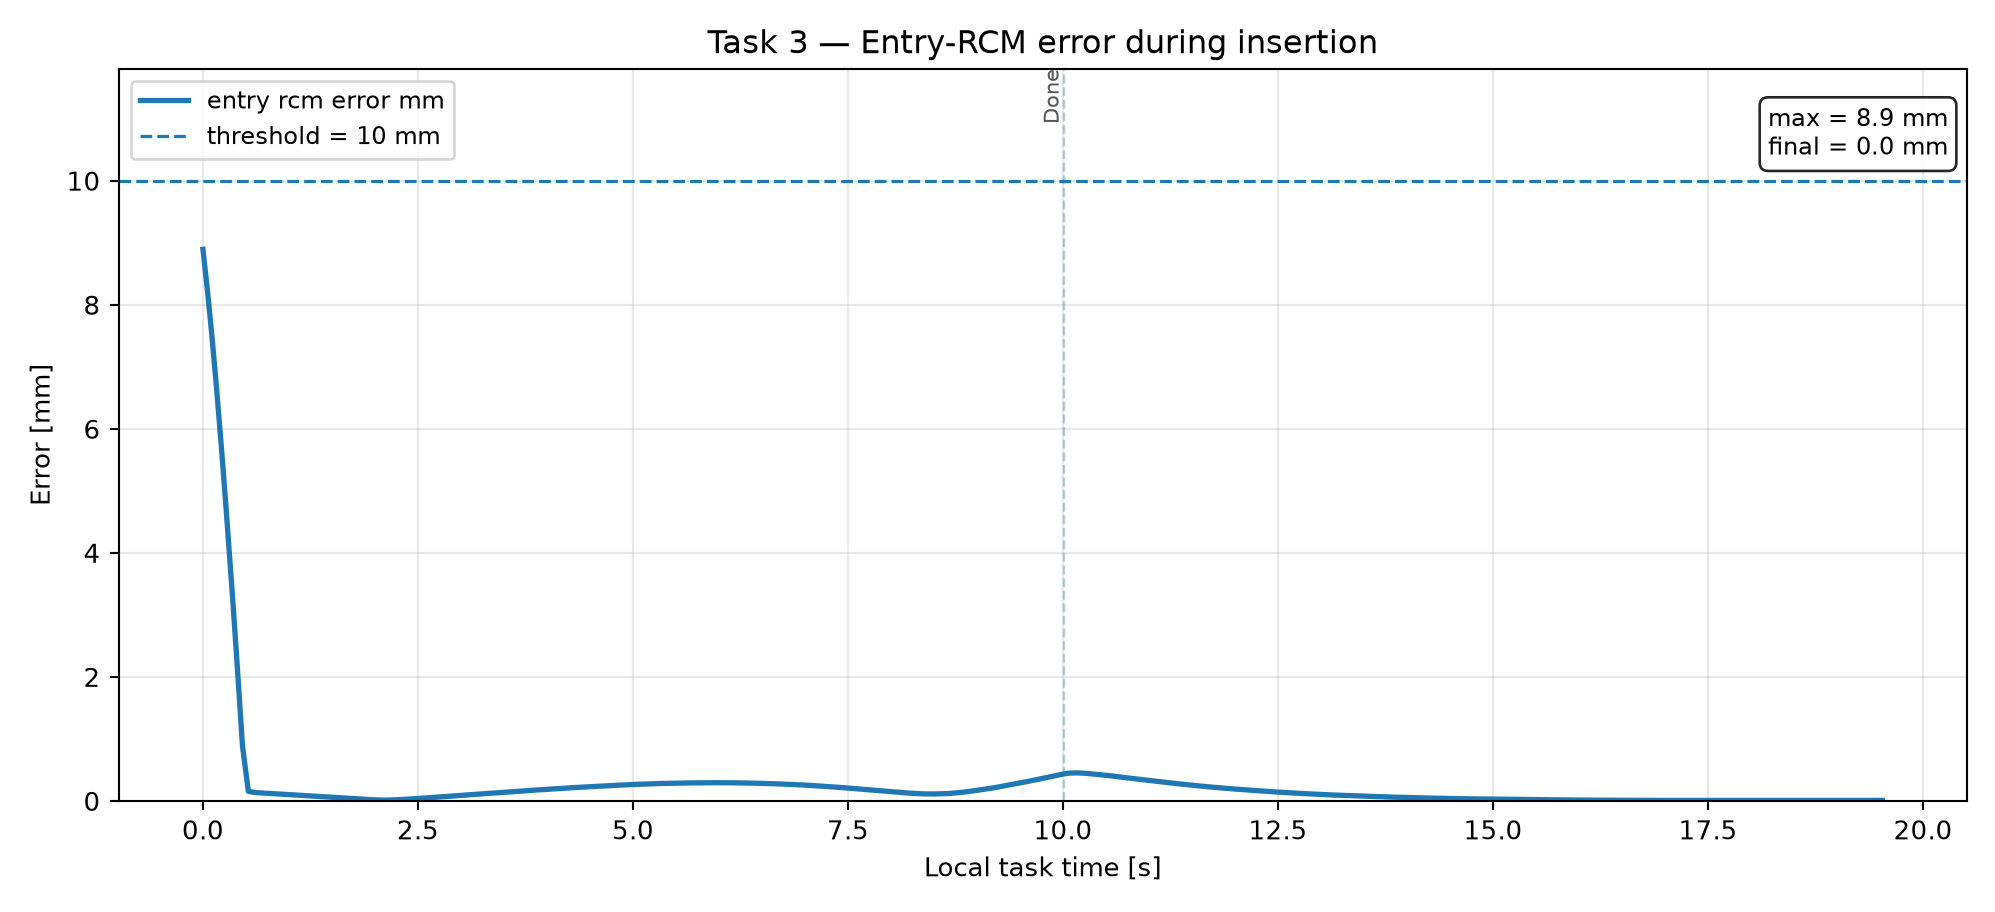 Task 3 — Entry-RCM error during insertion
entry rcm error mm
threshold = 10 mm
Done
max = 8.9 mm
final = 0.0 mm
10
8
6
4
2
0
Error [mm]
0.0 2.5 5.0 7.5 10.0 12.5 15.0 17.5 20.0
Local task time [s]